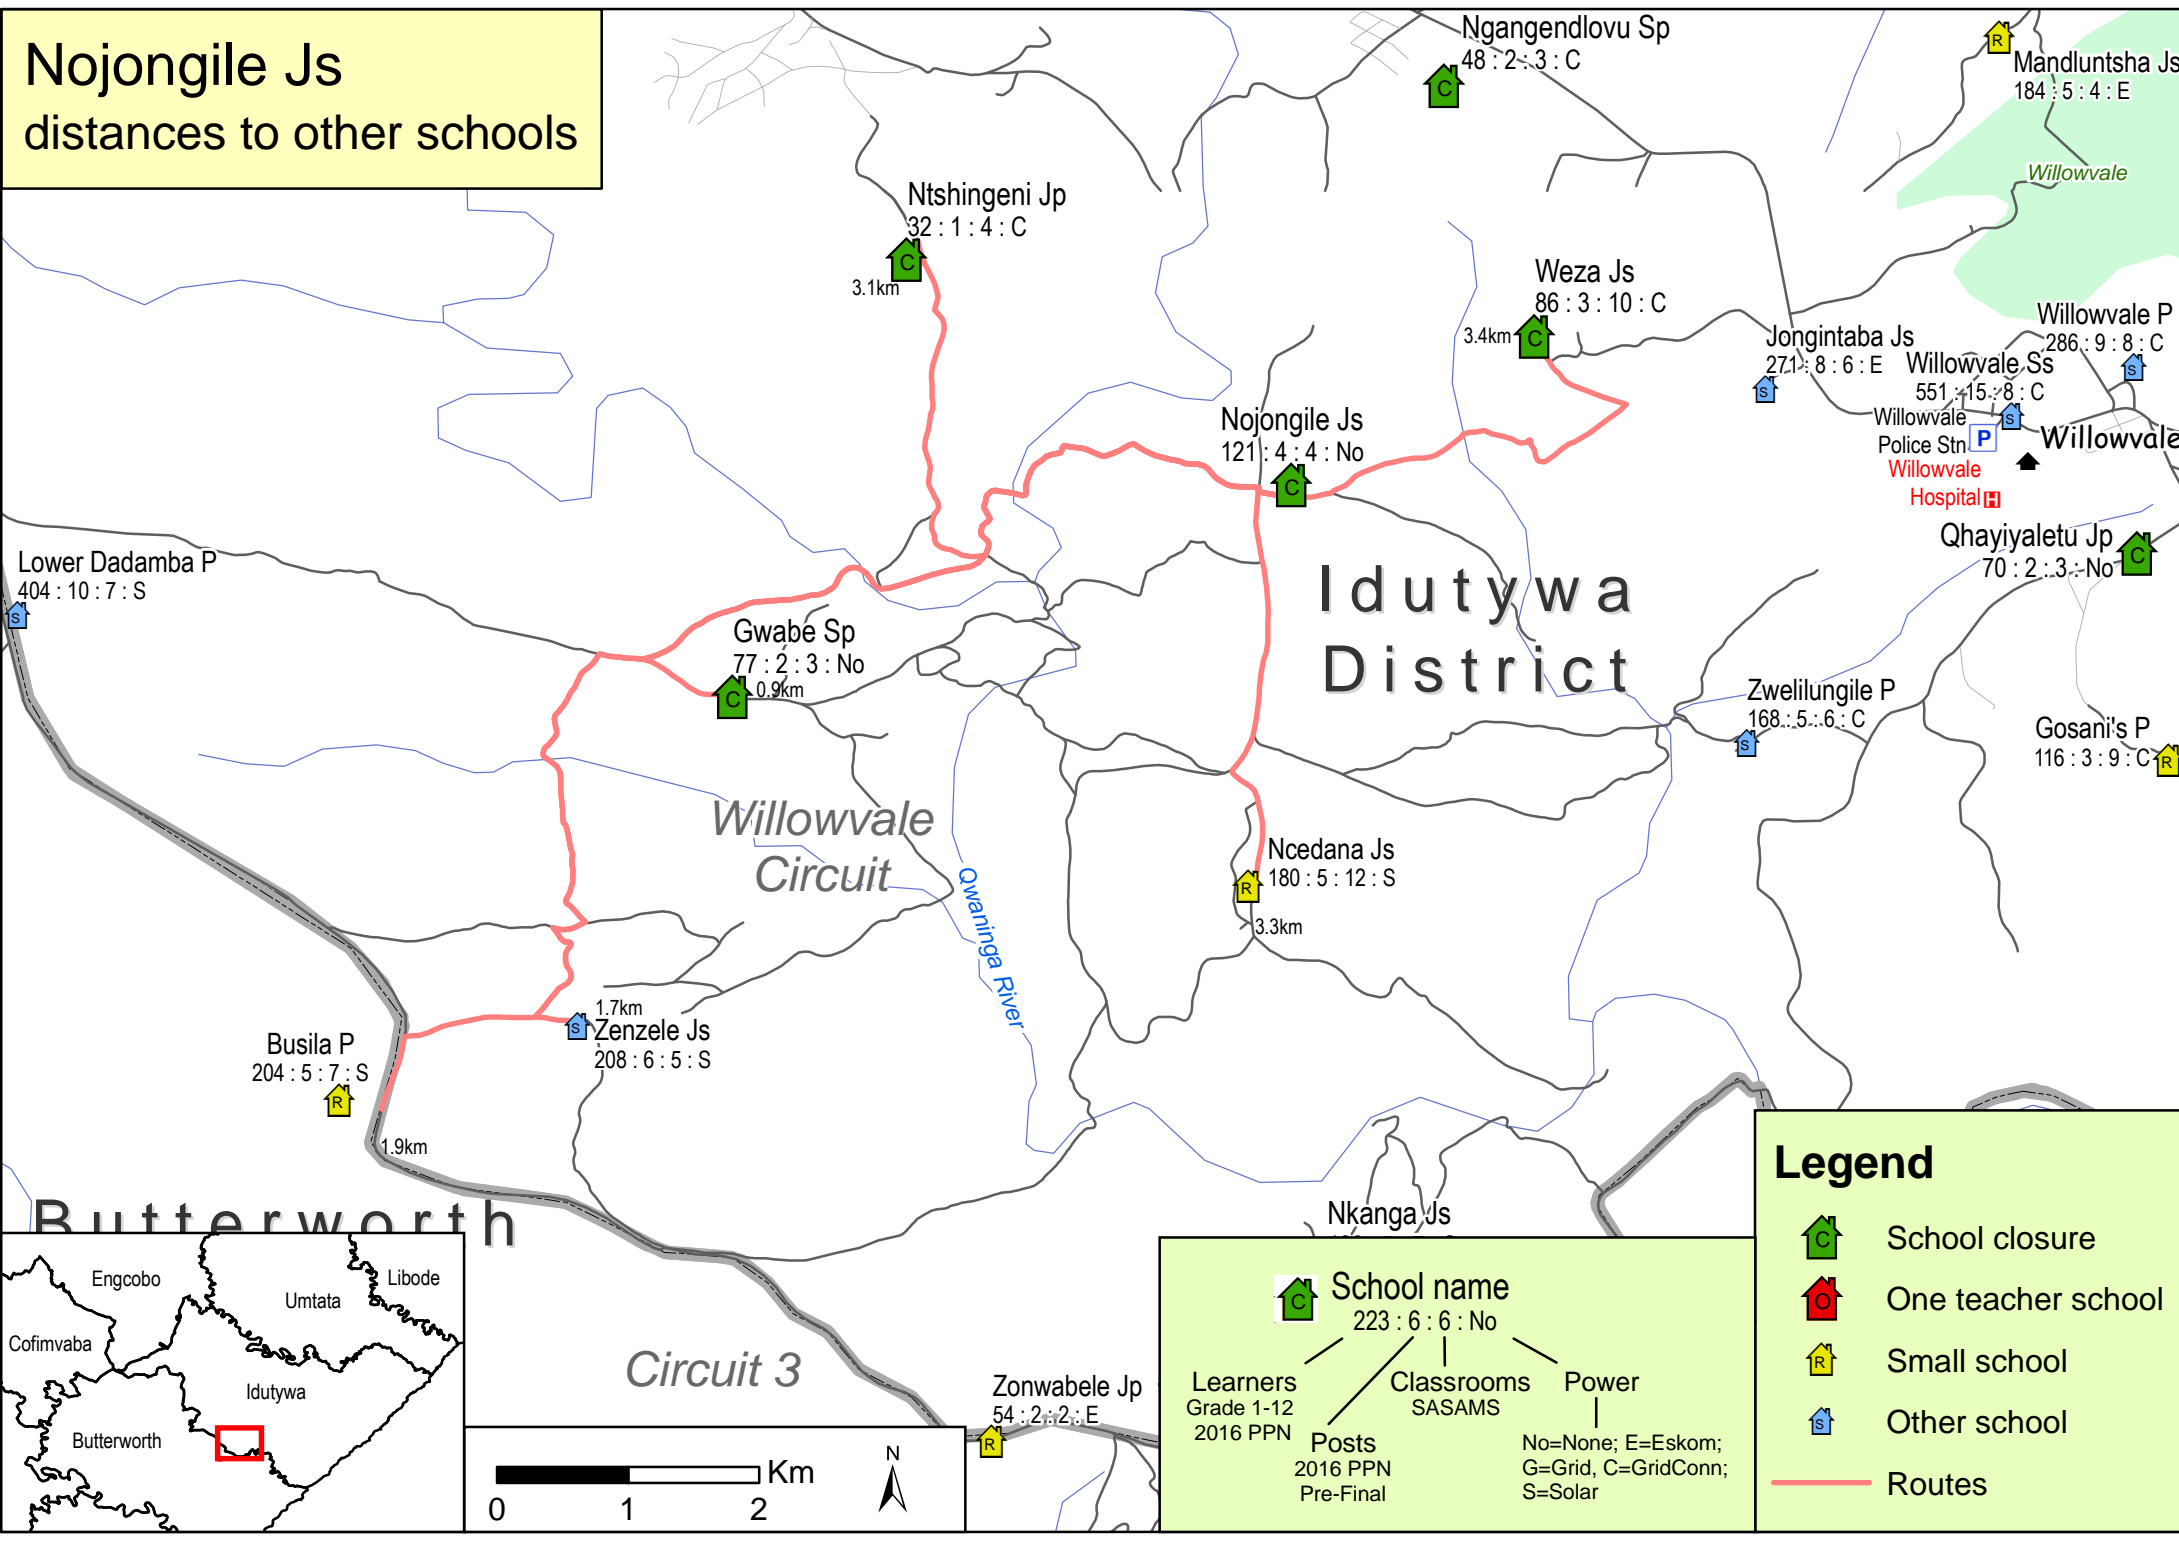 Nojongile Js
distances to other schools
Ngangendlovu Sp
48 : 2 : 3 : C
R
Mandluntsha Js
184 : 5 : 4 : E
C
Willowvale
Ntshingeni Jp
32 : 1 : 4 : C
C
3.1km
Weza Js
86 : 3 : 10 : C
3.4km
C
Jongintaba Js
271 : 8 : 6 : E
S
Willowvale P
286 : 9 : 8 : C
S
Willowvale Ss
551 : 15 : 8 : C
S
Willowvale
Police Stn
P
Willowvale
Willowvale
Hospital
H
Nojongile Js
121 : 4 : 4 : No
C
Qhayiyaletu Jp
70 : 2 : 3 : No
C
Lower Dadamba P
404 : 10 : 7 : S
S
Idutywa
District
Gwabe Sp
77 : 2 : 3 : No
0.9km
C
Zwelilungile P
168 : 5 : 6 : C
S
Gosani's P
116 : 3 : 9 : C
R
Willowvale
Circuit
Qwaninga River
Ncedana Js
180 : 5 : 12 : S
R
3.3km
1.7km
S
Zenzele Js
208 : 6 : 5 : S
Busila P
204 : 5 : 7 : S
R
1.9km
Butterworth
Nkanga Js
Circuit 3
Zonwabele Jp
54 : 2 : 2 : E
R
Engcobo
Libode
Umtata
Cofimvaba
Idutywa
Butterworth
Km
0 1 2
N
C
School name
223 : 6 : 6 : No
Learners
Grade 1-12
2016 PPN
Posts
2016 PPN
Pre-Final
Classrooms
SASAMS
Power
No=None; E=Eskom;
G=Grid, C=GridConn;
S=Solar
Legend
C School closure
O One teacher school
R Small school
S Other school
Routes